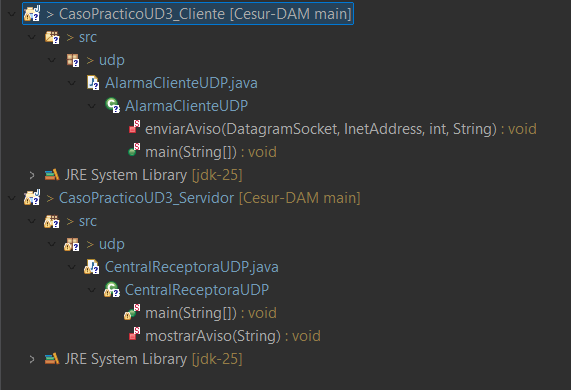 > CasoPracticoUD3_Cliente [Cesur-DAM main]
> src
> udp
AlarmaClienteUDP.java
AlarmaClienteUDP
enviarAviso(DatagramSocket, InetAddress, int, String) : void
main(String[]) : void
JRE System Library [jdk-25]
> CasoPracticoUD3_Servidor [Cesur-DAM main]
> src
> udp
CentralReceptoraUDP.java
CentralReceptoraUDP
main(String[]) : void
mostrarAviso(String) : void
JRE System Library [jdk-25]